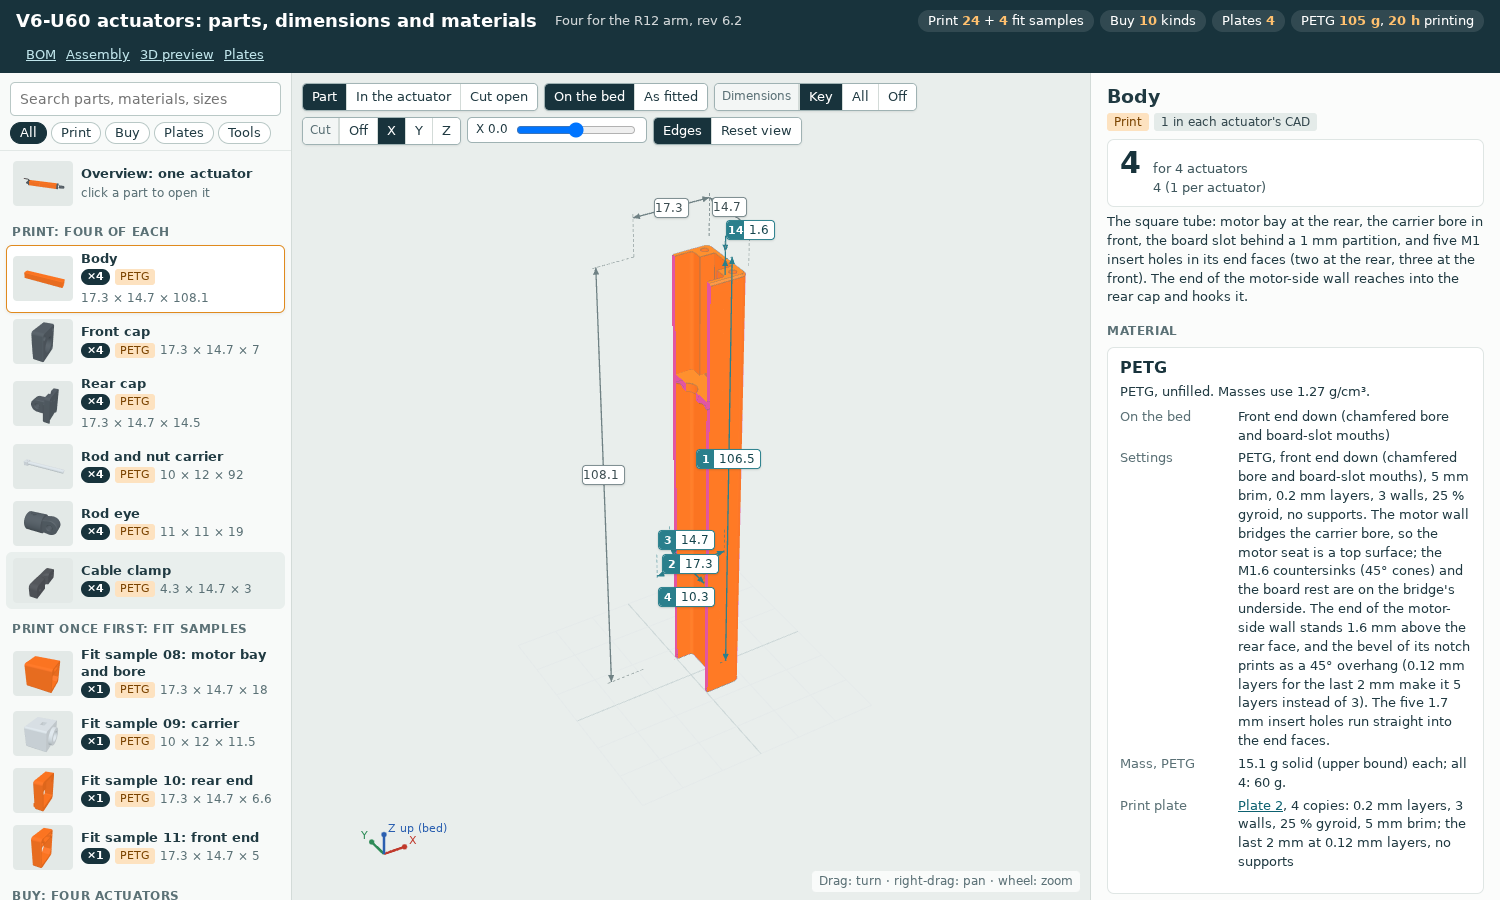 V6-U60 actuators: parts, dimensions and materials
Four for the R12 arm, rev 6.2
Print 24 + 4 fit samples
Buy 10 kinds
Plates 4
PETG 105 g, 20 h printing
BOM Assembly 3D preview Plates
Search parts, materials, sizes
All Print Buy Plates Tools
Overview: one actuator
click a part to open it
PRINT: FOUR OF EACH
Body
×4 PETG
17.3 × 14.7 × 108.1
Front cap
×4 PETG 17.3 × 14.7 × 7
Rear cap
×4 PETG
17.3 × 14.7 × 14.5
Rod and nut carrier
×4 PETG 10 × 12 × 92
Rod eye
×4 PETG 11 × 11 × 19
Cable clamp
×4 PETG 4.3 × 14.7 × 3
PRINT ONCE FIRST: FIT SAMPLES
Fit sample 08: motor bay
and bore
×1 PETG 17.3 × 14.7 × 18
Fit sample 09: carrier
×1 PETG 10 × 12 × 11.5
Fit sample 10: rear end
×1 PETG 17.3 × 14.7 × 6.6
Fit sample 11: front end
×1 PETG 17.3 × 14.7 × 5
BUY: FOUR ACTUATORS
Part In the actuator Cut open
On the bed As fitted
Dimensions Key All Off
Cut Off X Y Z
X 0.0
Edges Reset view
17.3
14.7
14 1.6
108.1
1 106.5
3 14.7
2 17.3
4 10.3
Z up (bed)
Y
X
Drag: turn · right-drag: pan · wheel: zoom
Body
Print 1 in each actuator's CAD
4 for 4 actuators
4 (1 per actuator)
The square tube: motor bay at the rear, the carrier bore in
front, the board slot behind a 1 mm partition, and five M1
insert holes in its end faces (two at the rear, three at the
front). The end of the motor-side wall reaches into the
rear cap and hooks it.
MATERIAL
PETG
PETG, unfilled. Masses use 1.27 g/cm³.
On the bed Front end down (chamfered bore
and board-slot mouths)
Settings PETG, front end down (chamfered
bore and board-slot mouths), 5 mm
brim, 0.2 mm layers, 3 walls, 25 %
gyroid, no supports. The motor wall
bridges the carrier bore, so the
motor seat is a top surface; the
M1.6 countersinks (45° cones) and
the board rest are on the bridge's
underside. The end of the motor-
side wall stands 1.6 mm above the
rear face, and the bevel of its notch
prints as a 45° overhang (0.12 mm
layers for the last 2 mm make it 5
layers instead of 3). The five 1.7
mm insert holes run straight into
the end faces.
Mass, PETG 15.1 g solid (upper bound) each; all
4: 60 g.
Print plate Plate 2, 4 copies: 0.2 mm layers, 3
walls, 25 % gyroid, 5 mm brim; the
last 2 mm at 0.12 mm layers, no
supports